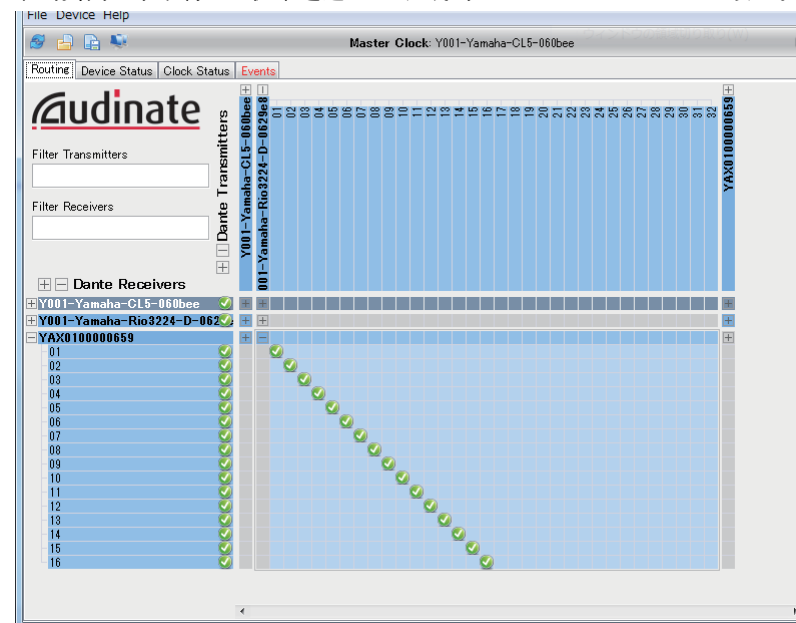 File Device Help
Master Clock: Y001-Yamaha-CL5-060bee
Routing Device Status Clock Status Events
Audinate
Filter Transmitters
Filter Receivers
Dante Transmitters
Y001-Yamaha-CL5-060bee
001-Yamaha-Rio3224-D-0629e8
01 02 03 04 05 06 07 08 09 10 11 12 13 14 15 16 17 18 19 20 21 22 23 24 25 26 27 28 29 30 31 32
YAX0100000659
Dante Receivers
Y001-Yamaha-CL5-060bee
Y001-Yamaha-Rio3224-D-062
YAX0100000659
01
02
03
04
05
06
07
08
09
10
11
12
13
14
15
16